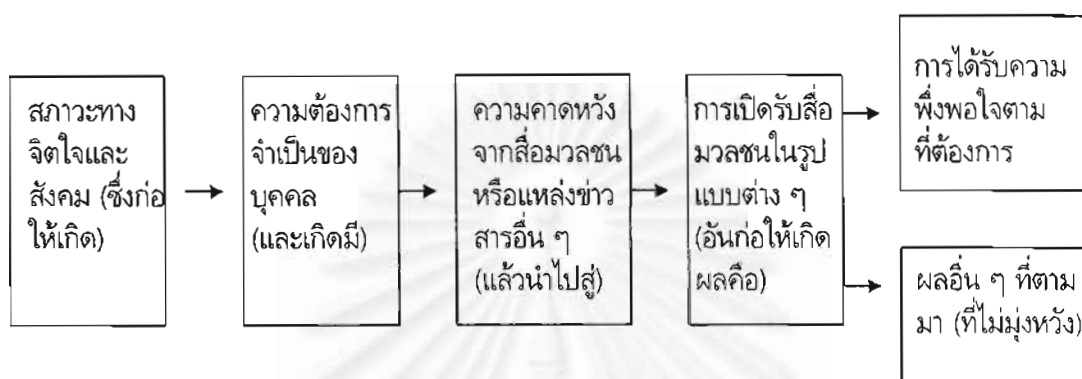 สภาวะทาง
จิตใจและ
สังคม (ซึ่งก่อ
ให้เกิด)
ความต้องการ
จำเป็นของ
บุคคล
(และเกิดมี)
ความคาดหวัง
จากสื่อมวลชน
หรือแหล่งข่าว
สารอื่น ๆ
(แล้วนำไปสู่)
การเปิดรับสื่อ
มวลชนในรูป
แบบต่าง ๆ
(อันก่อให้เกิด
ผลคือ)
การได้รับความ
พึ่งพอใจตาม
ที่ต้องการ
ผลอื่น ๆ ที่ตาม
มา (ที่ไม่มุ่งหวัง)